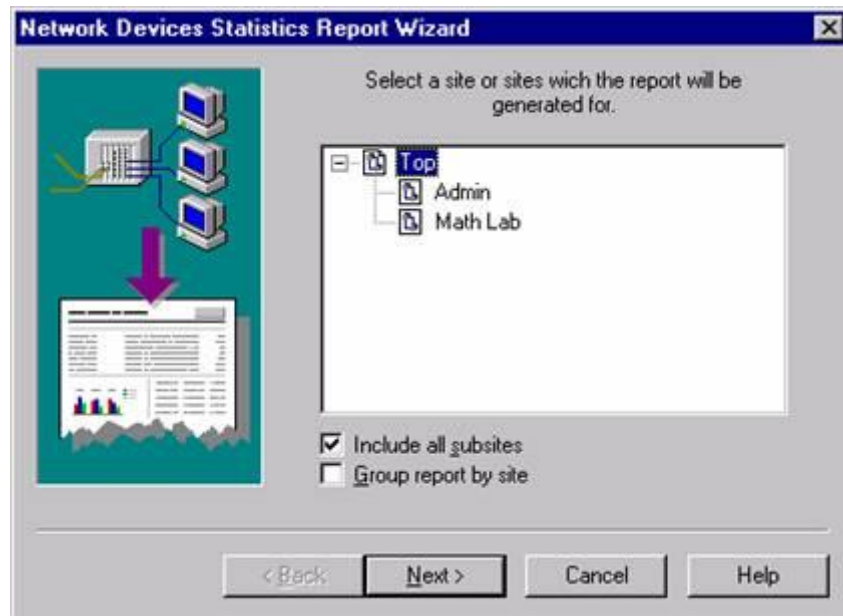 Network Devices Statistics Report Wizard
Select a site or sites wich the report will be
generated for.
Top
Admin
Math Lab
Include all subsites
Group report by site
< Back
Next >
Cancel
Help